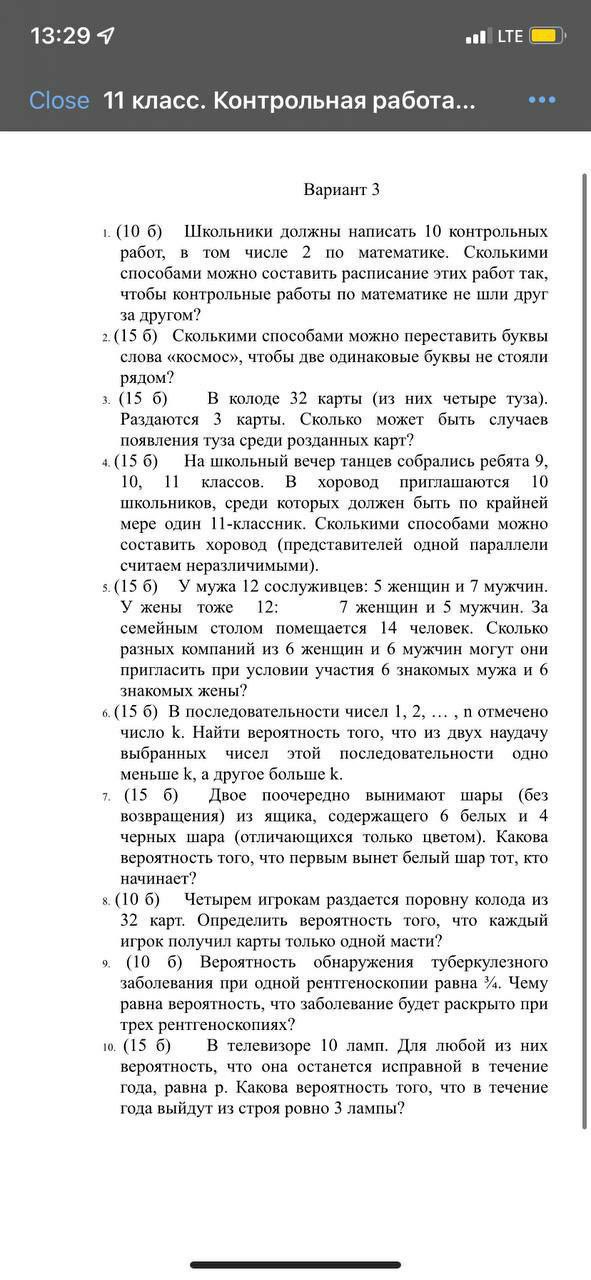 13:29
LTE
Close 11 класс. Контрольная работа...
Вариант 3
1. (10 б) Школьники должны написать 10 контрольных
работ, в том числе 2 по математике. Сколькими
способами можно составить расписание этих работ так,
чтобы контрольные работы по математике не шли друг
за другом?
2. (15 б) Сколькими способами можно переставить буквы
слова «космос», чтобы две одинаковые буквы не стояли
рядом?
3. (15 б) В колоде 32 карты (из них четыре туза).
Раздаются 3 карты. Сколько может быть случаев
появления туза среди розданных карт?
4. (15 б) На школьный вечер танцев собрались ребята 9,
10, 11 классов. В хоровод приглашаются 10
школьников, среди которых должен быть по крайней
мере один 11-классник. Сколькими способами можно
составить хоровод (представителей одной параллели
считаем неразличимыми).
5. (15 б) У мужа 12 сослуживцев: 5 женщин и 7 мужчин.
У жены тоже 12: 7 женщин и 5 мужчин. За
семейным столом помещается 14 человек. Сколько
разных компаний из 6 женщин и 6 мужчин могут они
пригласить при условии участия 6 знакомых мужа и 6
знакомых жены?
6. (15 б) В последовательности чисел 1, 2, … , n отмечено
число k. Найти вероятность того, что из двух наудачу
выбранных чисел этой последовательности одно
меньше k, а другое больше k.
7. (15 б) Двое поочередно вынимают шары (без
возвращения) из ящика, содержащего 6 белых и 4
черных шара (отличающихся только цветом). Какова
вероятность того, что первым вынет белый шар тот, кто
начинает?
8. (10 б) Четырем игрокам раздается поровну колода из
32 карт. Определить вероятность того, что каждый
игрок получил карты только одной масти?
9. (10 б) Вероятность обнаружения туберкулезного
заболевания при одной рентгеноскопии равна ¾. Чему
равна вероятность, что заболевание будет раскрыто при
трех рентгеноскопиях?
10. (15 б) В телевизоре 10 ламп. Для любой из них
вероятность, что она останется исправной в течение
года, равна p. Какова вероятность того, что в течение
года выйдут из строя ровно 3 лампы?